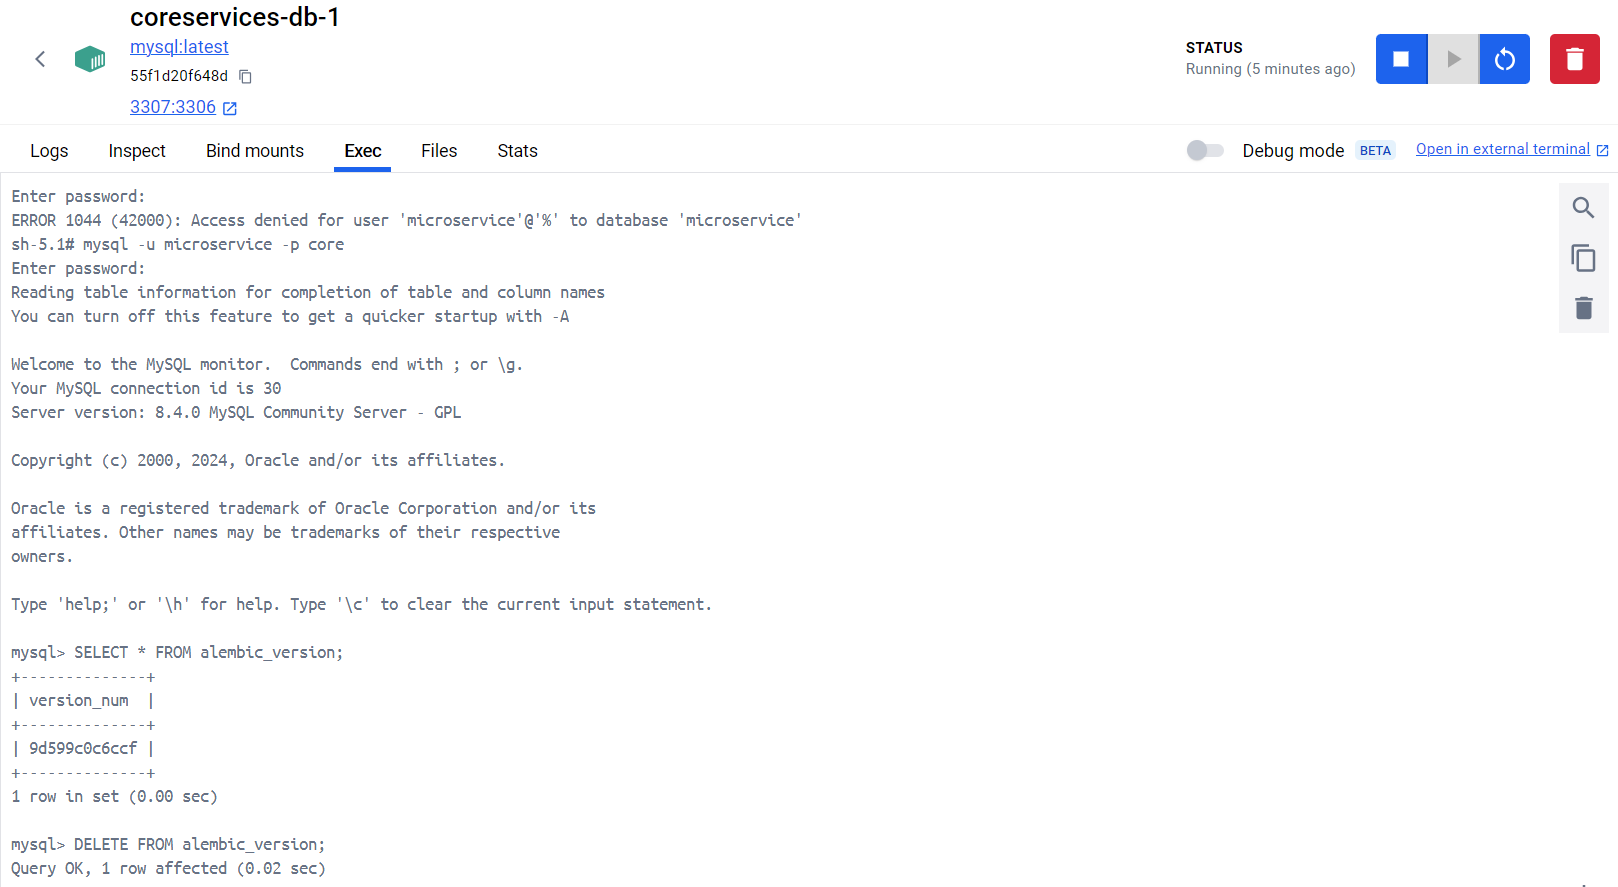 coreservices-db-1
mysql:latest
55f1d20f648d
3307:3306
STATUS
Running (5 minutes ago)
Logs Inspect Bind mounts Exec Files Stats Debug mode BETA Open in external terminal
Enter password:
ERROR 1044 (42000): Access denied for user 'microservice'@'%' to database 'microservice'
sh-5.1# mysql -u microservice -p core
Enter password:
Reading table information for completion of table and column names
You can turn off this feature to get a quicker startup with -A
Welcome to the MySQL monitor.  Commands end with ; or \g.
Your MySQL connection id is 30
Server version: 8.4.0 MySQL Community Server - GPL
Copyright (c) 2000, 2024, Oracle and/or its affiliates.
Oracle is a registered trademark of Oracle Corporation and/or its
affiliates. Other names may be trademarks of their respective
owners.
Type 'help;' or '\h' for help. Type '\c' to clear the current input statement.
mysql> SELECT * FROM alembic_version;
+--------------+
| version_num  |
+--------------+
| 9d599c0c6ccf |
+--------------+
1 row in set (0.00 sec)
mysql> DELETE FROM alembic_version;
Query OK, 1 row affected (0.02 sec)